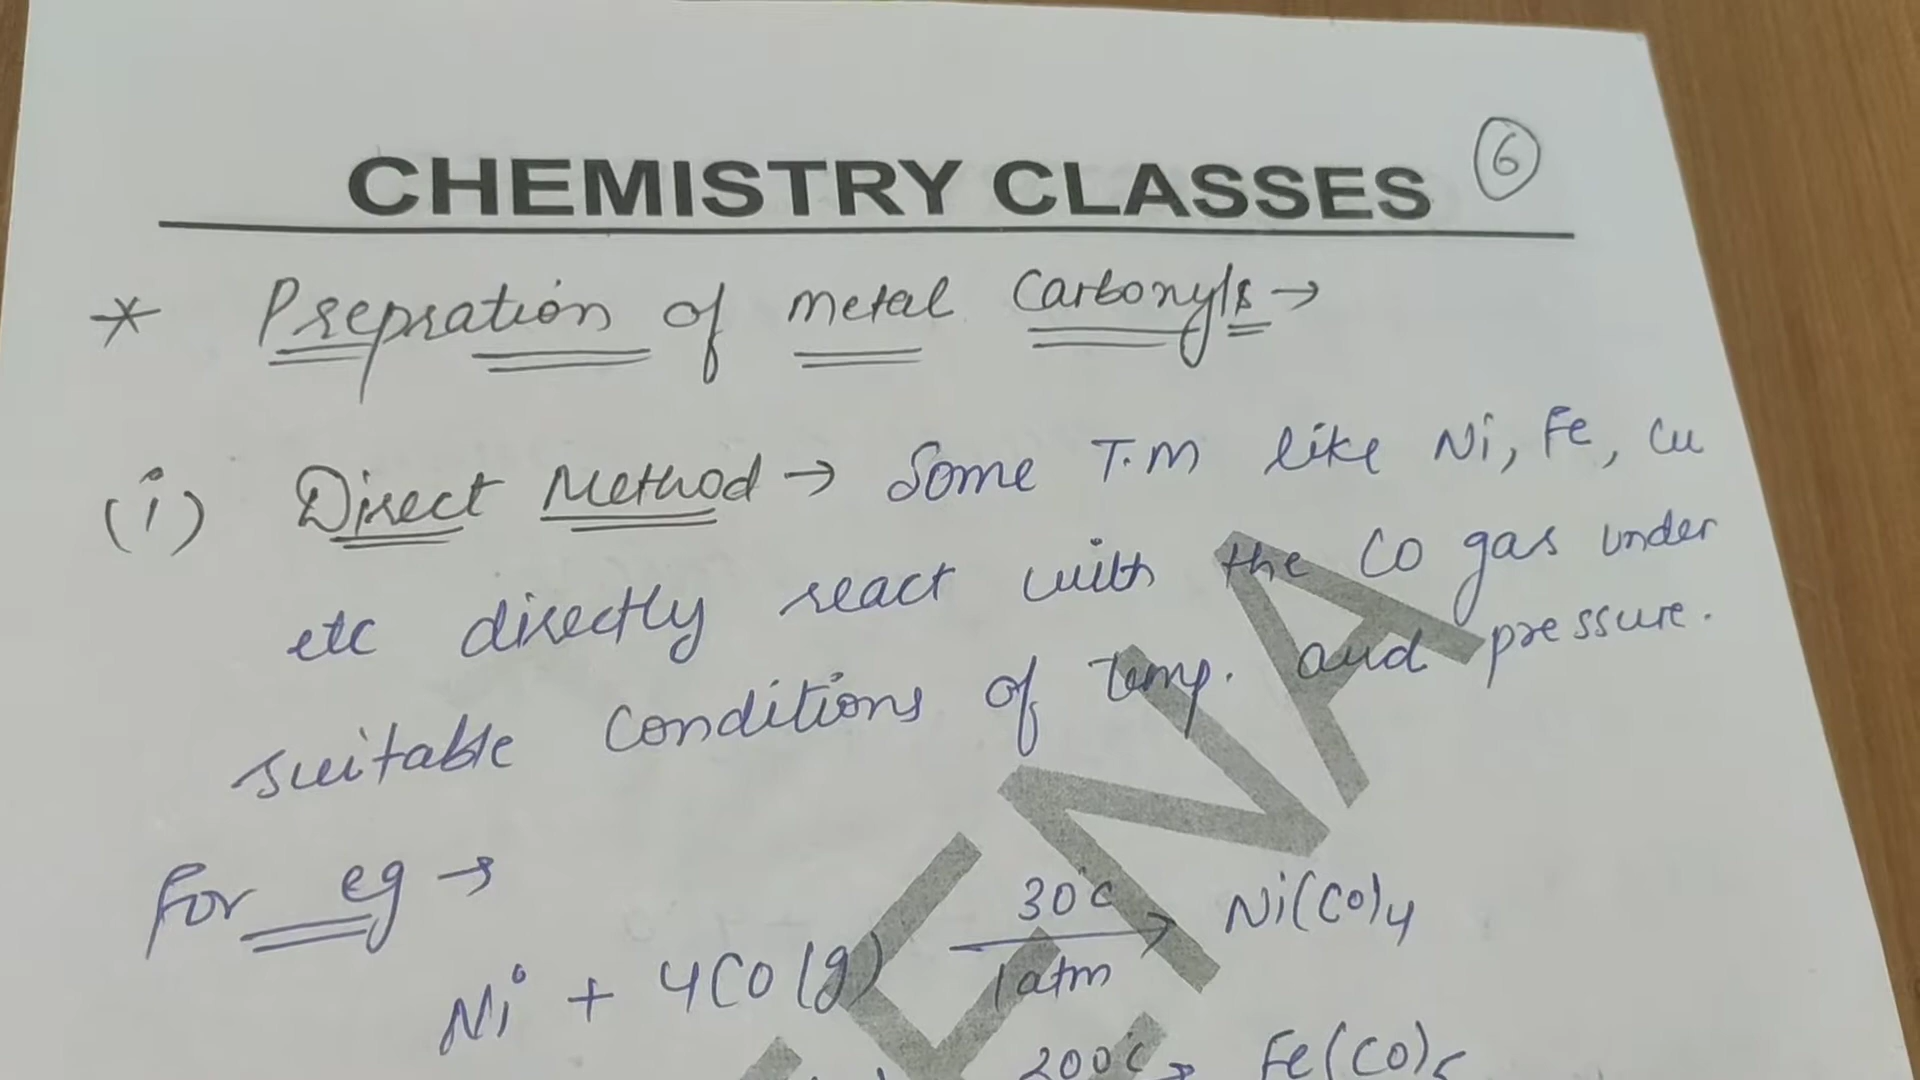 CHEMISTRY CLASSES 6
* Prepration of metal Carbonyls →
(i) Direct Method → Some T.M like Ni, Fe, Cu
etc directly react with the CO gas under
suitable conditions of temp. and pressure.
For eg →
Ni + 4CO(g) 30°C 1atm → Ni(CO)4
200°C → Fe(CO)5
ENA